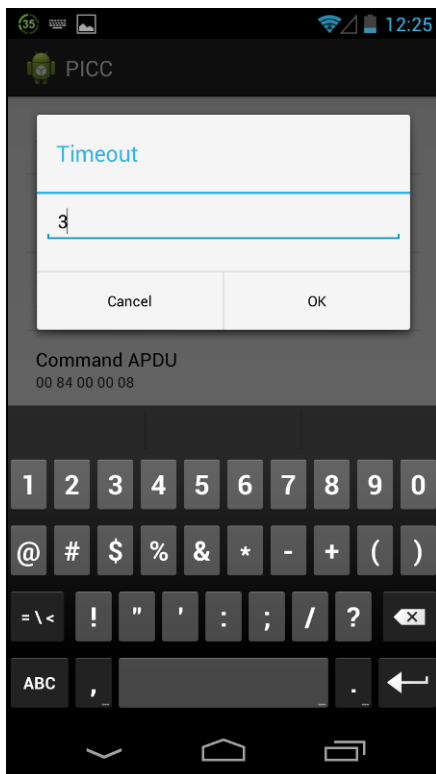 35 12:25
PICC
Timeout
3
Cancel OK
Command APDU
00 84 00 00 08
1 2 3 4 5 6 7 8 9 0
@ # $ % & * - + ( )
= \ < ! " ' : ; / ?
ABC , ... ... . ...